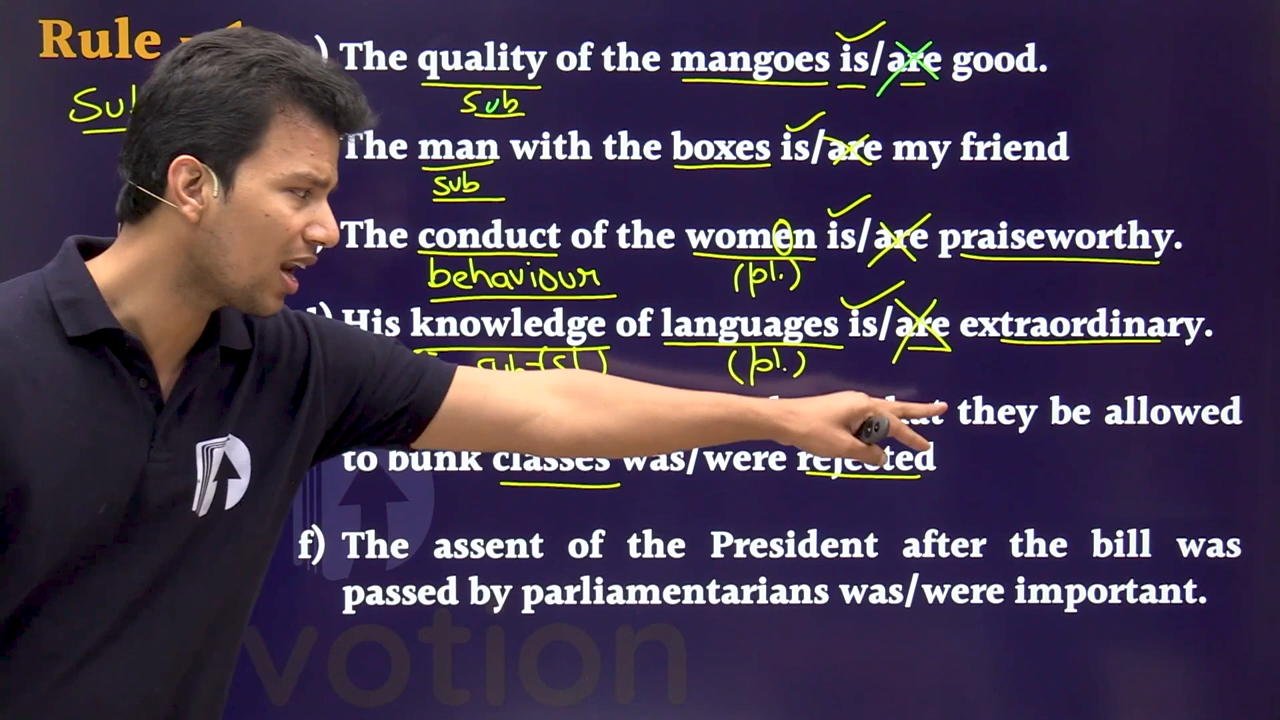 Rule
) The quality of the mangoes is/are good.
Sub
The man with the boxes is/are my friend
sub
The conduct of the women is/are praiseworthy.
behaviour (pl.)
His knowledge of languages is/are extraordinary.
(pl.)
they be allowed
to bunk classes was/were rejected
f) The assent of the President after the bill was
passed by parliamentarians was/were important.
votion